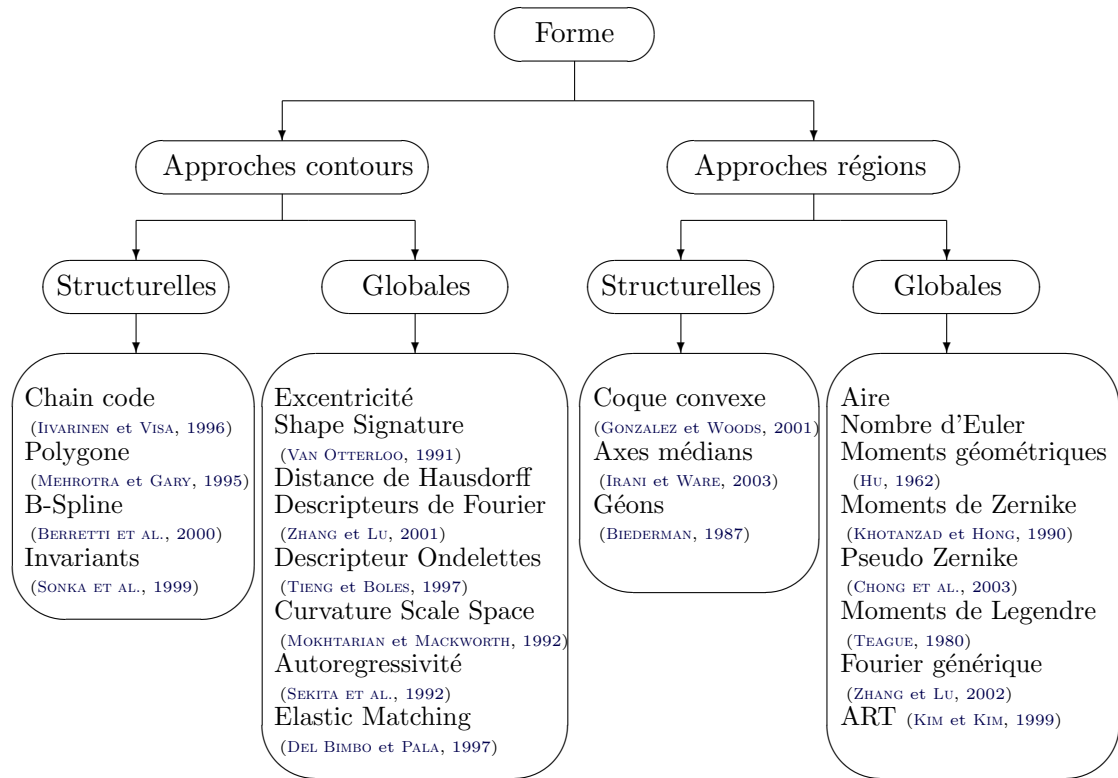 Forme
Approches contours
Approches régions
Structurelles
Globales
Structurelles
Globales
Chain code
(Iivarinen et Visa, 1996)
Polygone
(Mehrotra et Gary, 1995)
B-Spline
(Berretti et al., 2000)
Invariants
(Sonka et al., 1999)
Excentricité
Shape Signature
(Van Otterloo, 1991)
Distance de Hausdorff
Descripteurs de Fourier
(Zhang et Lu, 2001)
Descripteur Ondelettes
(Tieng et Boles, 1997)
Curvature Scale Space
(Mokhtarian et Mackworth, 1992)
Autoregressivité
(Sekita et al., 1992)
Elastic Matching
(Del Bimbo et Pala, 1997)
Coque convexe
(Gonzalez et Woods, 2001)
Axes médians
(Irani et Ware, 2003)
Géons
(Biederman, 1987)
Aire
Nombre d'Euler
Moments géométriques
(Hu, 1962)
Moments de Zernike
(Khotanzad et Hong, 1990)
Pseudo Zernike
(Chong et al., 2003)
Moments de Legendre
(Teague, 1980)
Fourier générique
(Zhang et Lu, 2002)
ART (Kim et Kim, 1999)